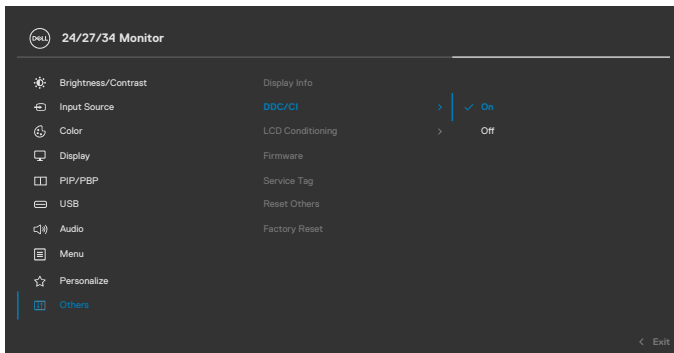 DELL 24/27/34 Monitor
Brightness/Contrast Display Info
Input Source DDC/CI > ✓ On
Color LCD Conditioning > Off
Display Firmware
PIP/PBP Service Tag
USB Reset Others
Audio Factory Reset
Menu
Personalize
Others
< Exit